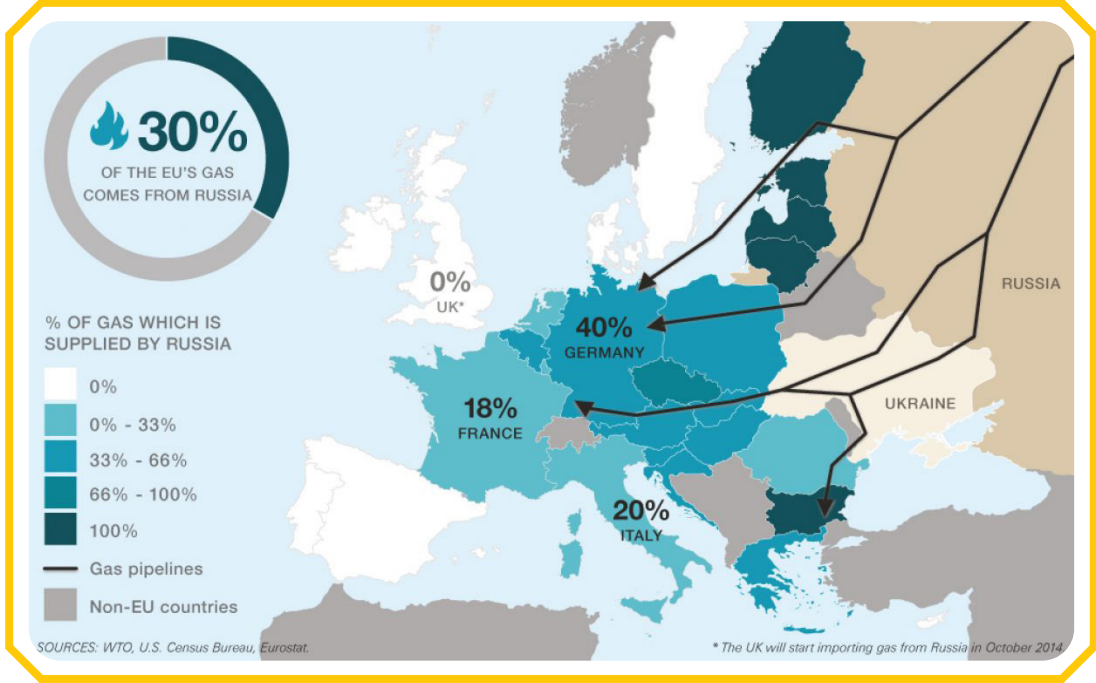 30%
OF THE EU'S GAS
COMES FROM RUSSIA
% OF GAS WHICH IS
SUPPLIED BY RUSSIA
0%
0% - 33%
33% - 66%
66% - 100%
100%
Gas pipelines
Non-EU countries
0%
UK*
40%
GERMANY
18%
FRANCE
20%
ITALY
RUSSIA
UKRAINE
SOURCES: WTO, U.S. Census Bureau, Eurostat.
* The UK will start importing gas from Russia in October 2014.